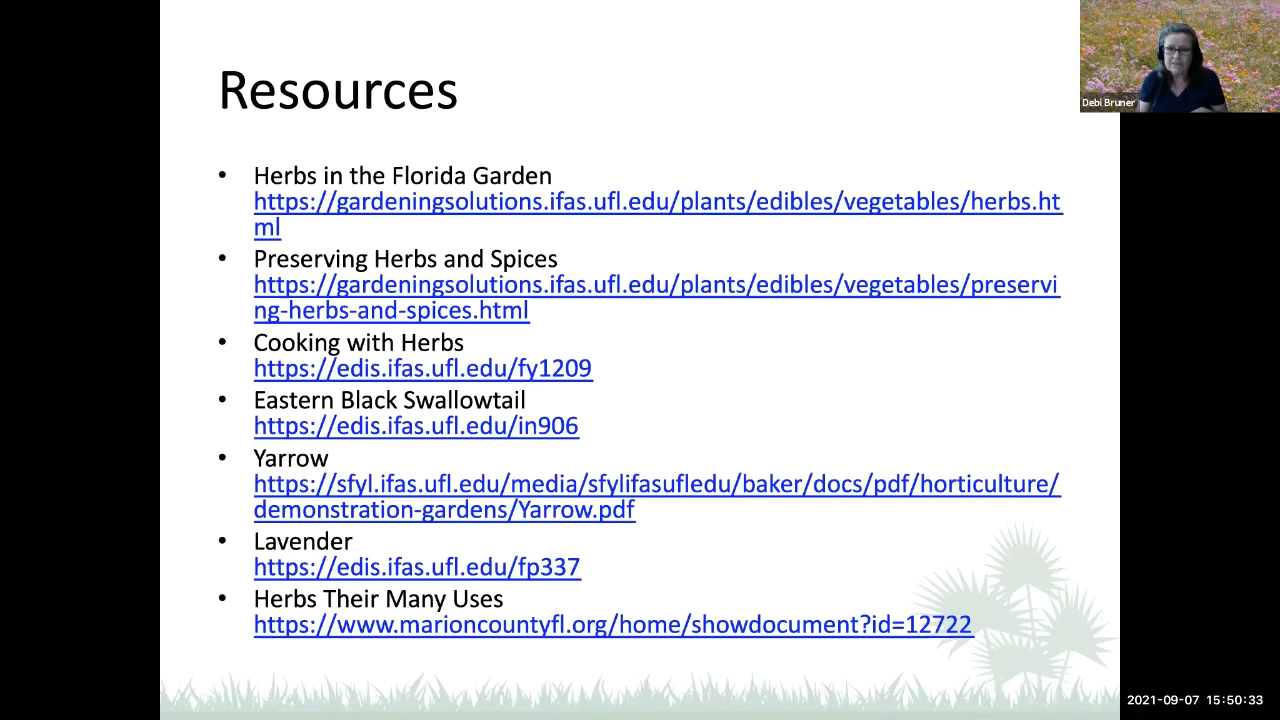 Resources
Debi Bruner
• Herbs in the Florida Garden
https://gardeningsolutions.ifas.ufl.edu/plants/edibles/vegetables/herbs.ht
ml
• Preserving Herbs and Spices
https://gardeningsolutions.ifas.ufl.edu/plants/edibles/vegetables/preservi
ng-herbs-and-spices.html
• Cooking with Herbs
https://edis.ifas.ufl.edu/fy1209
• Eastern Black Swallowtail
https://edis.ifas.ufl.edu/in906
• Yarrow
https://sfyl.ifas.ufl.edu/media/sfylifasufledu/baker/docs/pdf/horticulture/
demonstration-gardens/Yarrow.pdf
• Lavender
https://edis.ifas.ufl.edu/fp337
• Herbs Their Many Uses
https://www.marioncountyfl.org/home/showdocument?id=12722
2021-09-07 15:50:33